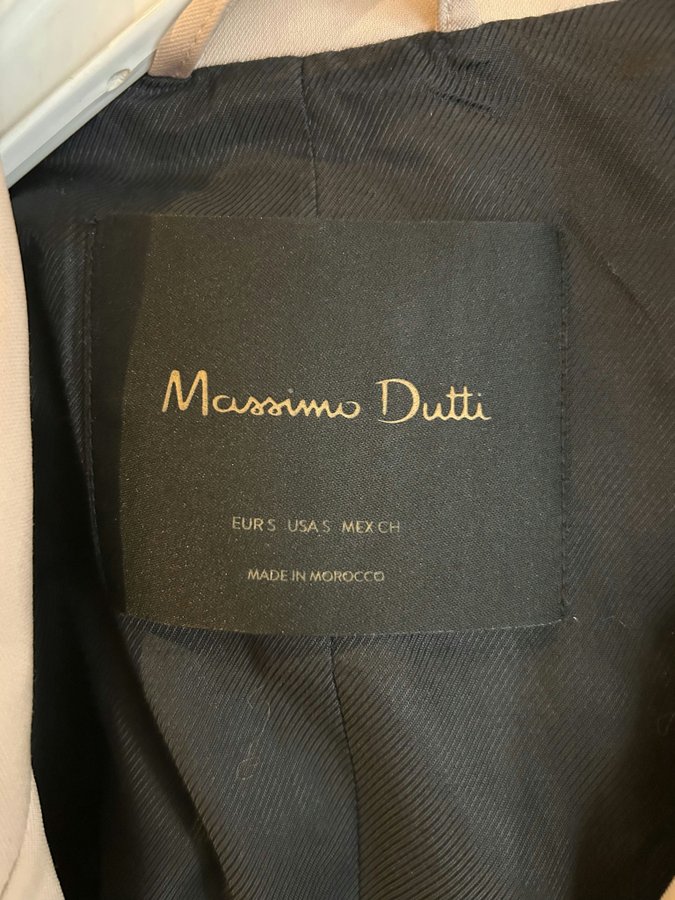 Massimo Dutti
EUR S USA S MEX CH
MADE IN MOROCCO